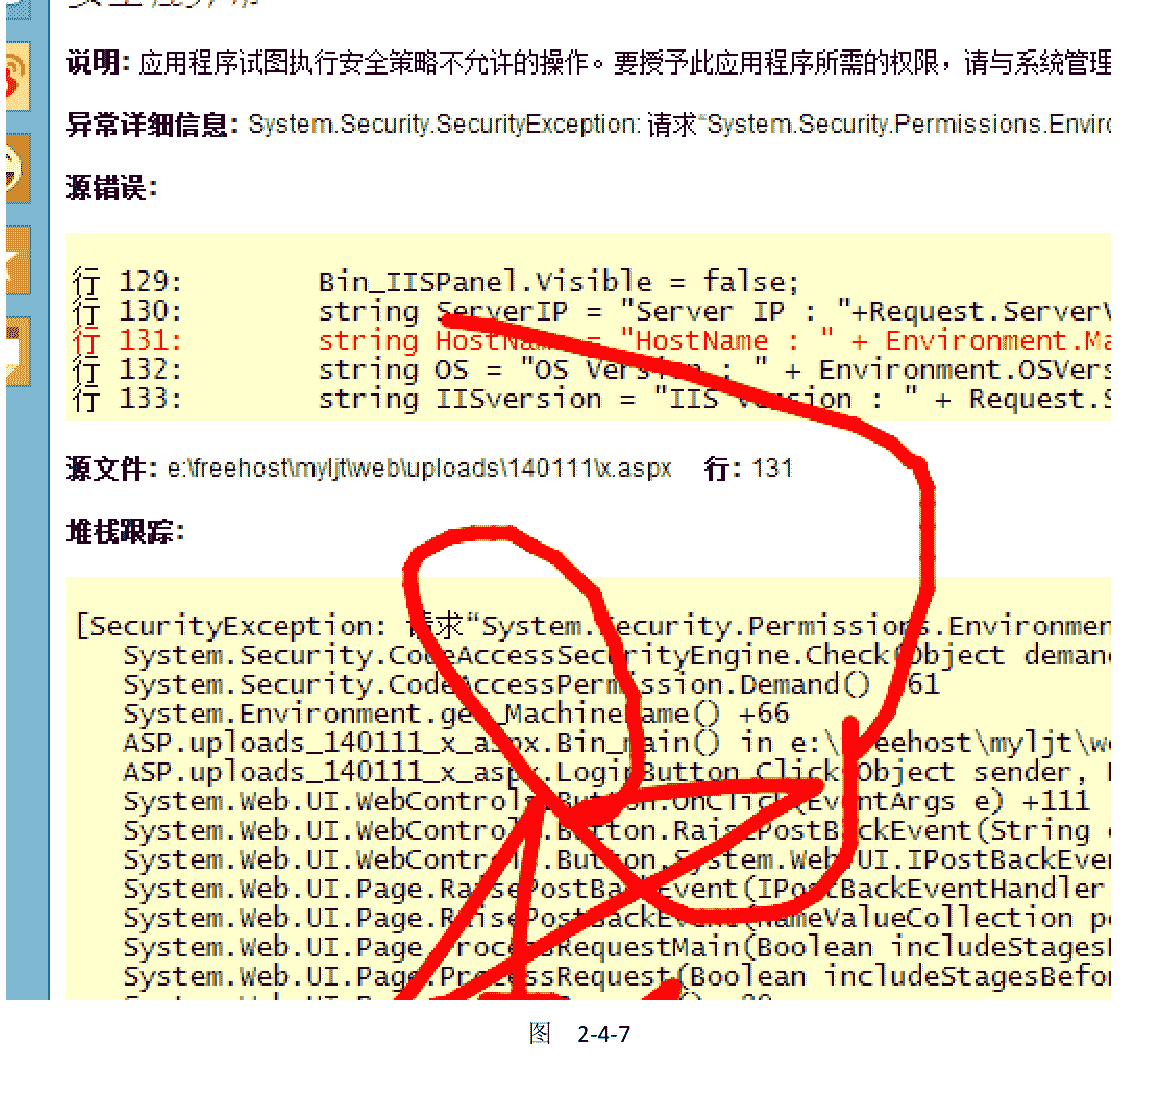 说明: 应用程序试图执行安全策略不允许的操作。要授予此应用程序所需的权限，请与系统管理
异常详细信息: System.Security.SecurityException: 请求“System.Security.Permissions.Enviro
源错误:
行 129: Bin_IISPanel.Visible = false;
行 130: string ServerIP = "Server IP : "+Request.ServerV
行 131: string HostName = "HostName : " + Environment.Ma
行 132: string OS = "OS Version : " + Environment.OSVers
行 133: string IISversion = "IIS Version : " + Request.S
源文件: e:\freehost\myljt\web\uploads\140111\x.aspx 行: 131
堆栈跟踪:
[SecurityException: 请求“System.Security.Permissions.Environmen
System.Security.CodeAccessSecurityEngine.Check(Object deman
System.Security.CodeAccessPermission.Demand() +61
System.Environment.get_MachineName() +66
ASP.uploads_140111_x_aspx.Bin_main() in e:\freehost\myljt\we
ASP.uploads_140111_x_aspx.LoginButton_Click(Object sender,
System.Web.UI.WebControls.Button.OnClick(EventArgs e) +111
System.Web.UI.WebControls.Button.RaisePostBackEvent(String
System.Web.UI.WebControls.Button.System.Web.UI.IPostBackEven
System.Web.UI.Page.RaisePostBackEvent(IPostBackEventHandler
System.Web.UI.Page.RaisePostBackEvent(NameValueCollection po
System.Web.UI.Page.ProcessRequestMain(Boolean includeStagesB
System.Web.UI.Page.ProcessRequest(Boolean includeStagesBefor
图 2-4-7